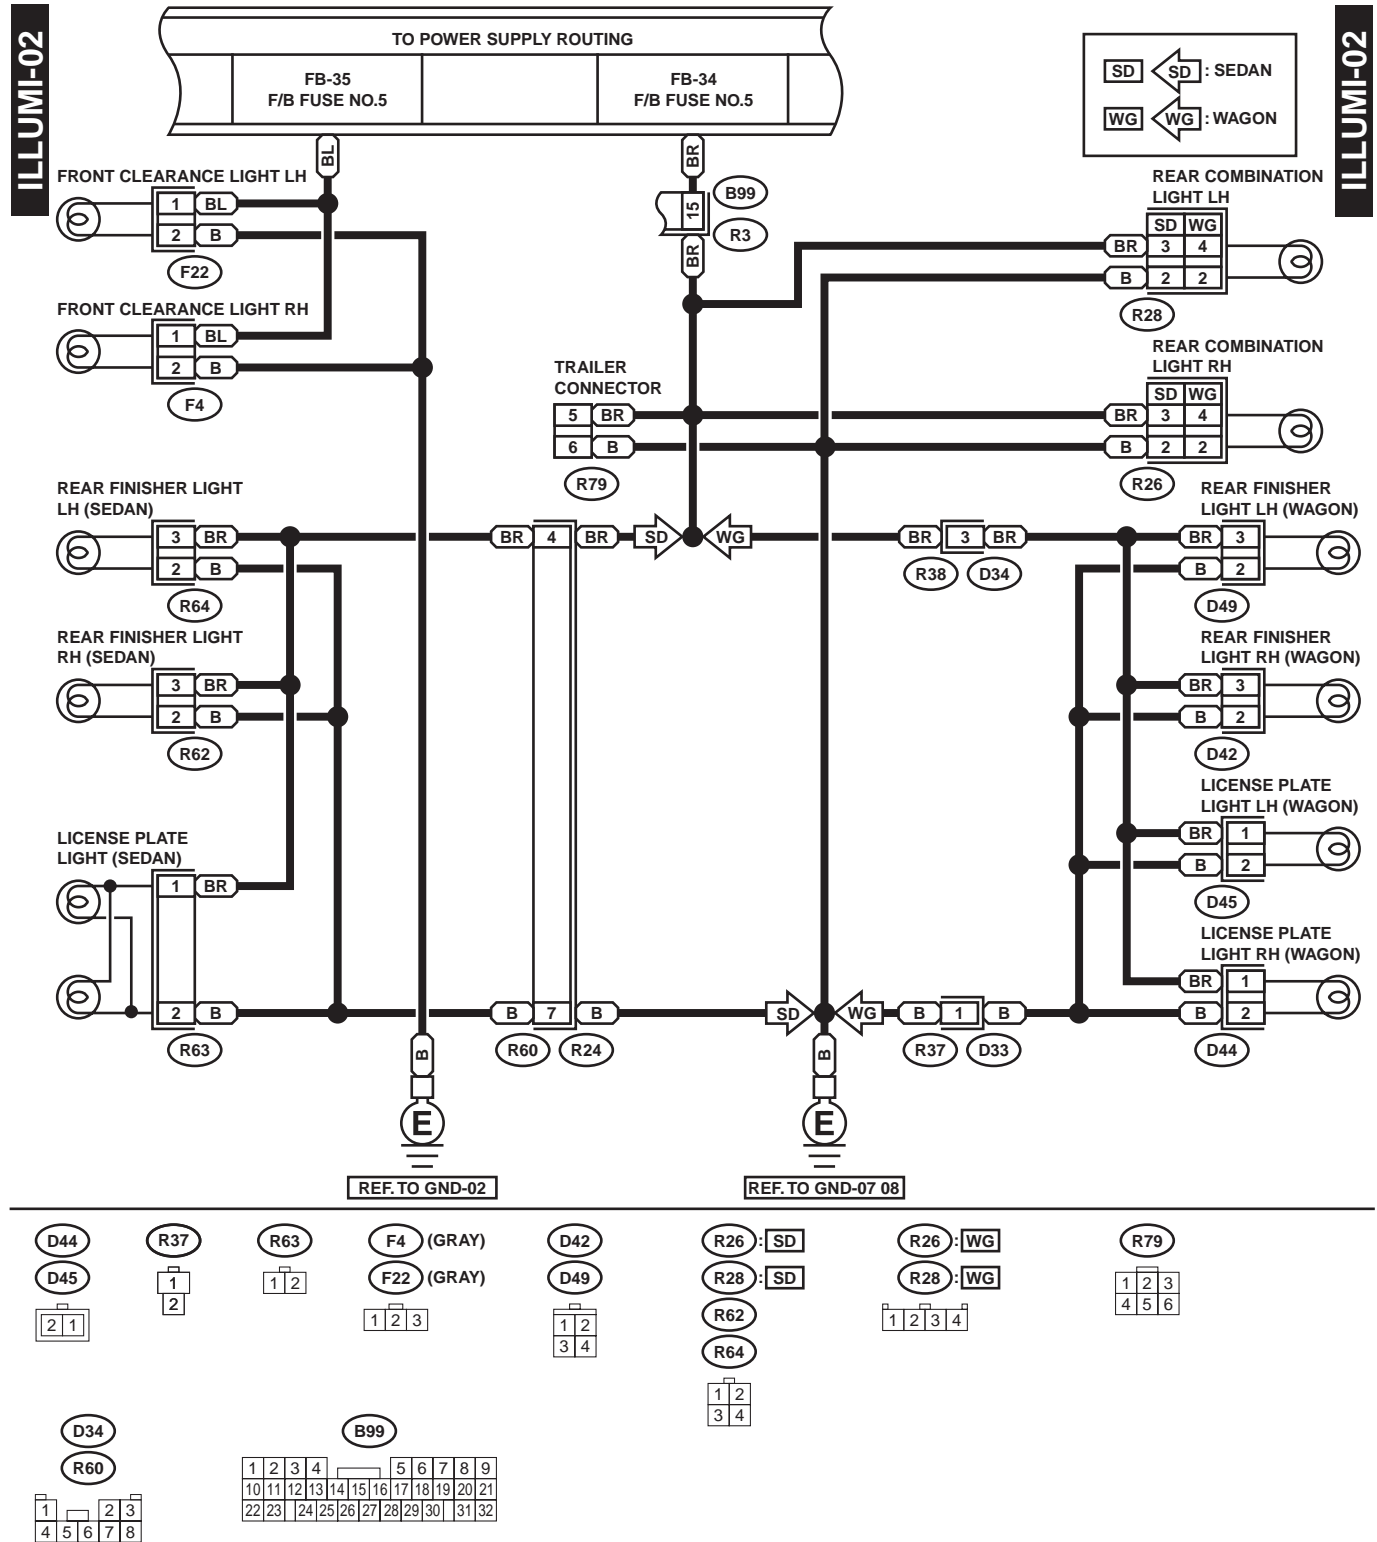 ILLUMI-02
ILLUMI-02
TO POWER SUPPLY ROUTING
FB-35
F/B FUSE NO.5
FB-34
F/B FUSE NO.5
SD SD : SEDAN
WG WG : WAGON
BL
BR
15
B99
R3
BR
FRONT CLEARANCE LIGHT LH
1 BL
2 B
F22
FRONT CLEARANCE LIGHT RH
1 BL
2 B
F4
REAR COMBINATION
LIGHT LH
SD WG
BR 3 4
B 2 2
R28
REAR COMBINATION
LIGHT RH
SD WG
BR 3 4
B 2 2
R26
TRAILER
CONNECTOR
5 BR
6 B
R79
REAR FINISHER LIGHT
LH (SEDAN)
3 BR
2 B
R64
BR 4 BR
SD
WG
BR 3 BR
R38 D34
REAR FINISHER
LIGHT LH (WAGON)
BR 3
B 2
D49
REAR FINISHER LIGHT
RH (SEDAN)
3 BR
2 B
R62
REAR FINISHER
LIGHT RH (WAGON)
BR 3
B 2
D42
LICENSE PLATE
LIGHT LH (WAGON)
BR 1
B 2
D45
LICENSE PLATE
LIGHT (SEDAN)
1 BR
2 B
R63
B 7 B
R60 R24
SD
WG
B 1 B
R37 D33
LICENSE PLATE
LIGHT RH (WAGON)
BR 1
B 2
D44
B
E
REF. TO GND-02
B
E
REF. TO GND-07 08
D44
D45
2 1
R37
1
2
R63
1 2
F4 (GRAY)
F22 (GRAY)
1 2 3
D42
D49
1 2
3 4
R26 : SD
R28 : SD
R62
R64
1 2
3 4
R26 : WG
R28 : WG
1 2 3 4
R79
1 2 3
4 5 6
D34
R60
1 2 3
4 5 6 7 8
B99
1 2 3 4 5 6 7 8 9
10 11 12 13 14 15 16 17 18 19 20 21
22 23 24 25 26 27 28 29 30 31 32